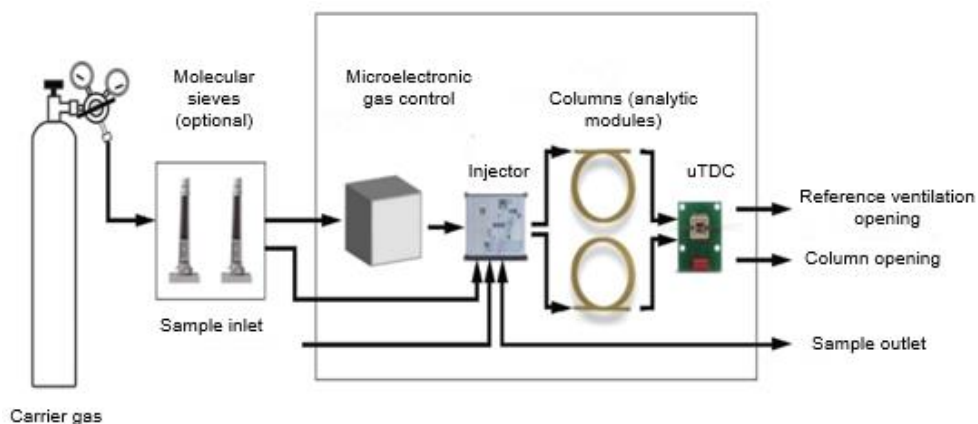 Molecular
sieves
(optional)
Microelectronic
gas control
Columns (analytic
modules)
Injector
uTDC
Reference ventilation
opening
Column opening
Sample inlet
Sample outlet
Carrier gas